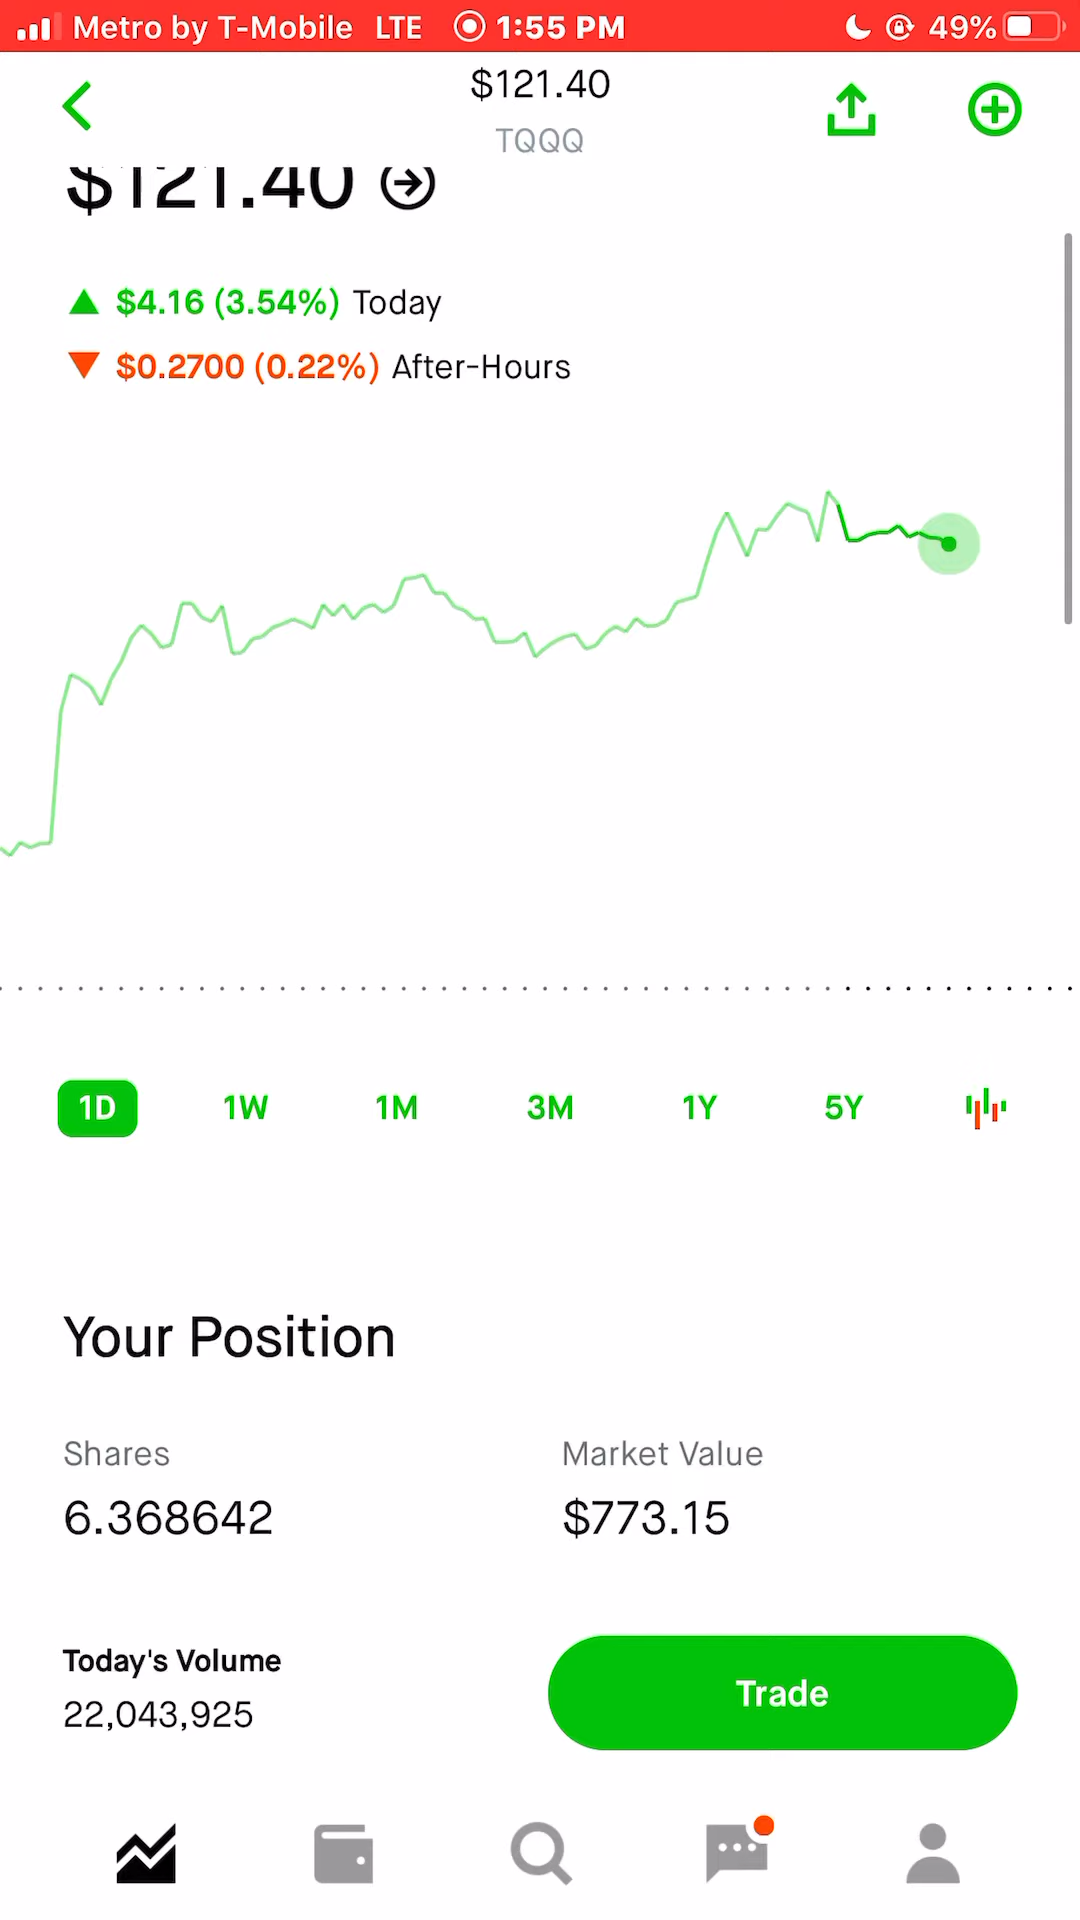 Metro by T-Mobile LTE 1:55 PM 49%
$121.40
TQQQ
$121.40
$4.16 (3.54%) Today
$0.2700 (0.22%) After-Hours
1D 1W 1M 3M 1Y 5Y
Your Position
Shares Market Value
6.368642 $773.15
Today's Volume
22,043,925
Trade